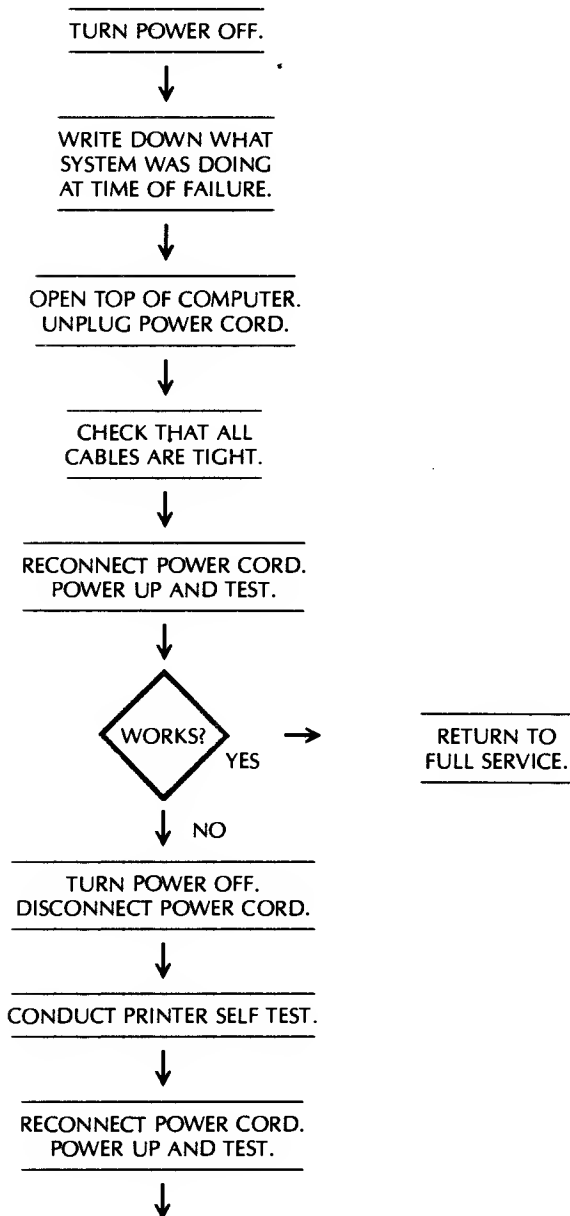 TURN POWER OFF.
WRITE DOWN WHAT
SYSTEM WAS DOING
AT TIME OF FAILURE.
OPEN TOP OF COMPUTER.
UNPLUG POWER CORD.
CHECK THAT ALL
CABLES ARE TIGHT.
RECONNECT POWER CORD.
POWER UP AND TEST.
WORKS?
YES
RETURN TO
FULL SERVICE.
NO
TURN POWER OFF.
DISCONNECT POWER CORD.
CONDUCT PRINTER SELF TEST.
RECONNECT POWER CORD.
POWER UP AND TEST.